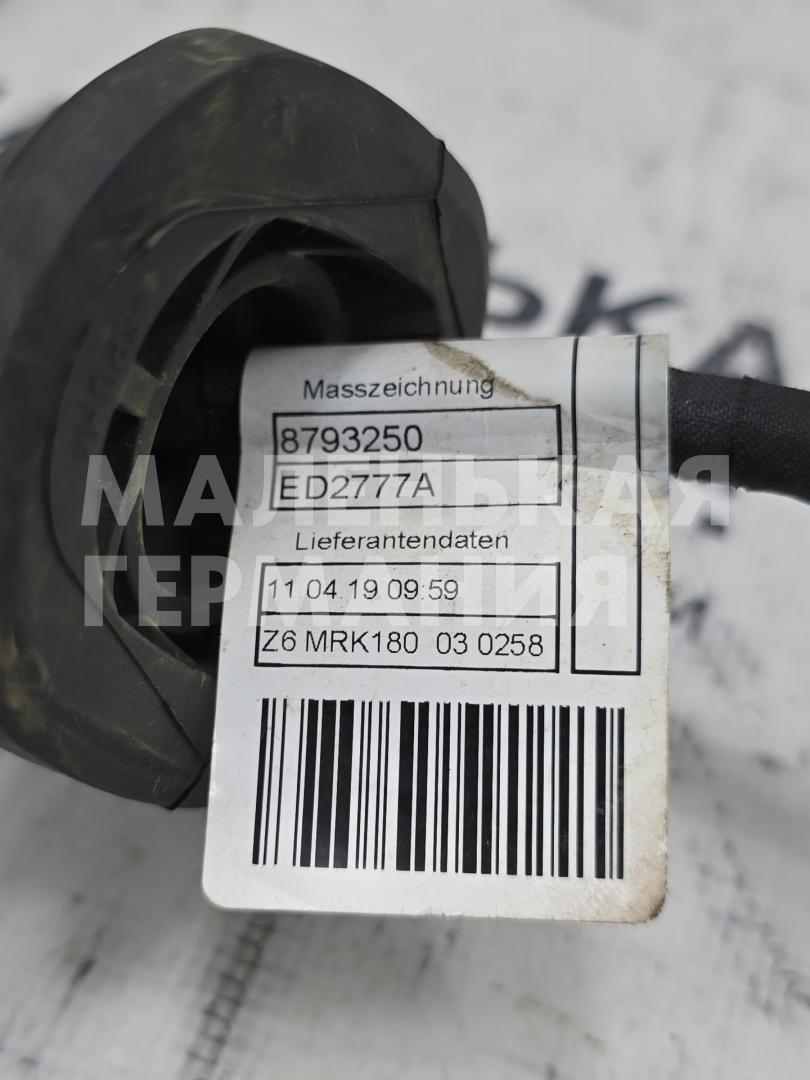 Masszeichnung
8793250
ED2777A
Lieferantendaten
11.04.19 09:59
Z6 MRK180 03 0258
МАЛЕНЬКАЯ
ГЕРМАНИЯ